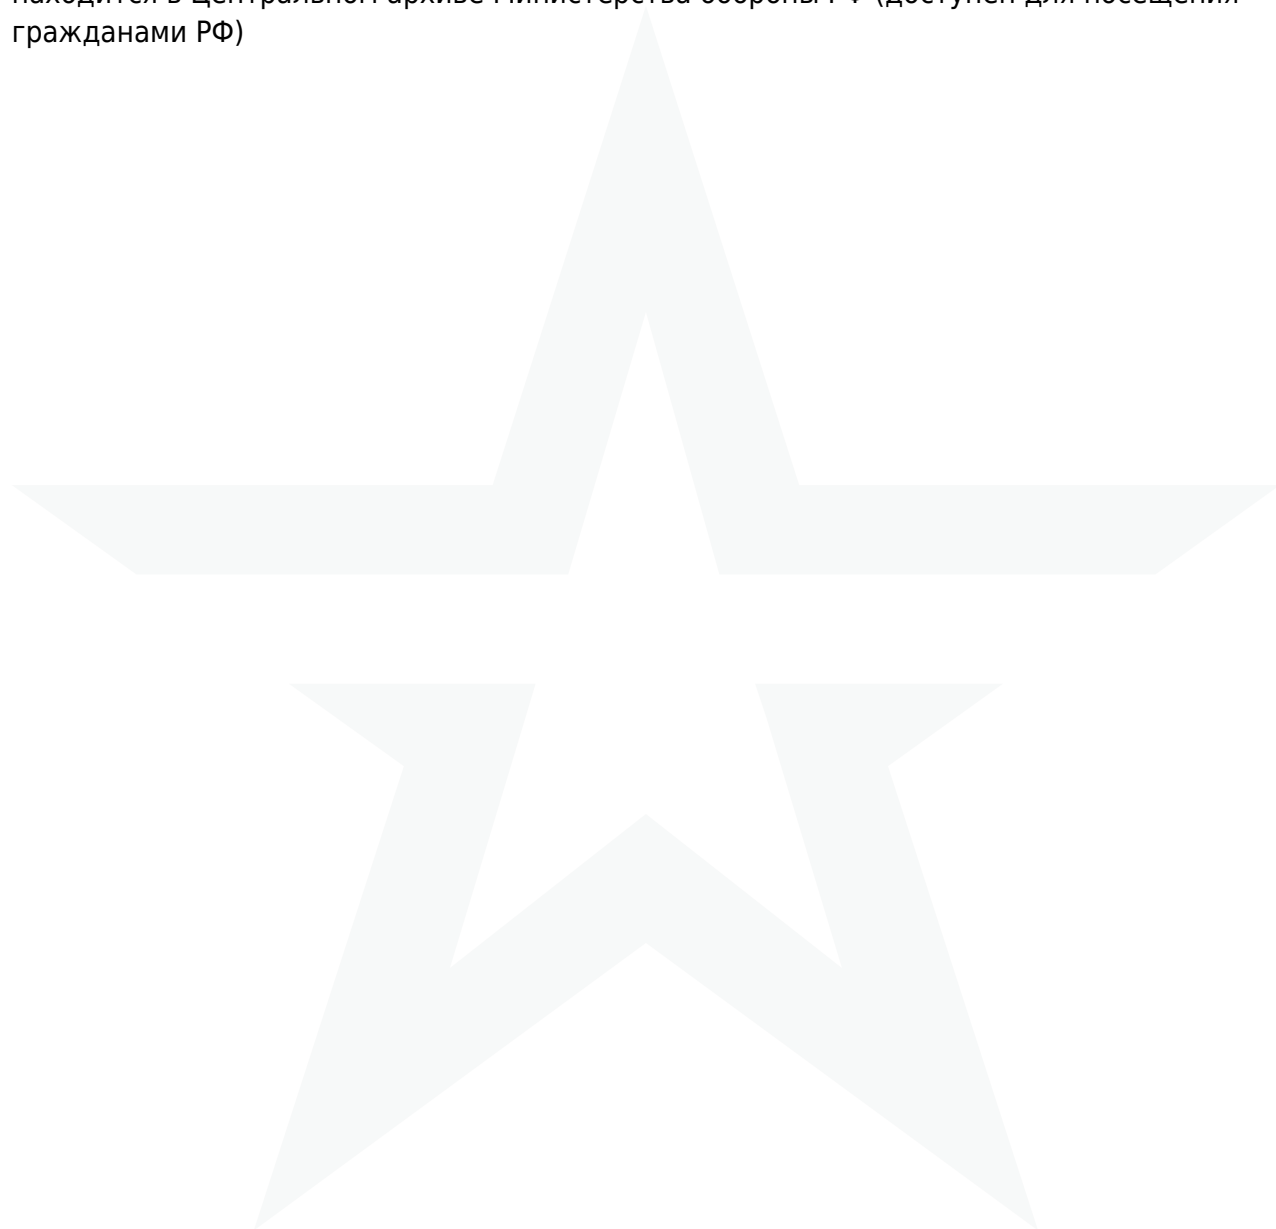 находится в Центральном архиве Министерства обороны РФ (доступен для посещения
гражданами РФ)